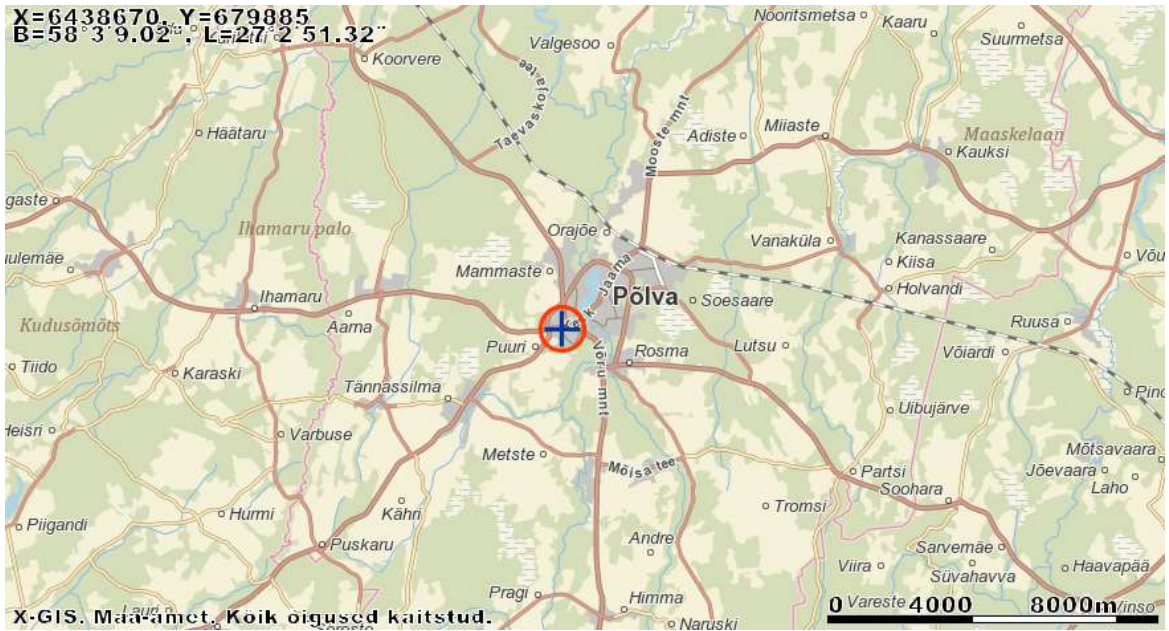 X=6438670, Y=679885
B=58°3'9.02", L=27°2'51.32"
Nooritsmetsa
Kaaru
Suurmetsa
Valgesoo
Koorvere
Taevaskoja tee
Mooste mnt
Häätaru
Adiste
Miiaste
Maaskelaan
Kauksi
Ihamaru palo
Orajõe
Vanaküla
Kanassaare
Kiisa
Mammaste
Jaama
Põlva
Soesaare
Holvandi
Ihamaru
Aarna
Kudusõmõts
Ruusa
Puuri
Võru mnt
Rosma
Lutsu
Võiardi
Tiido
Karaski
Tännassilma
Uibujärve
Varbuse
Metste
Mõisa tee
Mõtsavaara
Partsi
Jõevaara
Soohara
Laho
Piigandi
Hurmi
Kähri
Tromsi
Puskaru
Andre
Sarvemäe
Viira
Süvahavva
Haavapää
Pragi
Himma
Vareste
Naruski
X-GIS. Maa-amet. Kõik õigused kaitstud.
0 4000 8000m